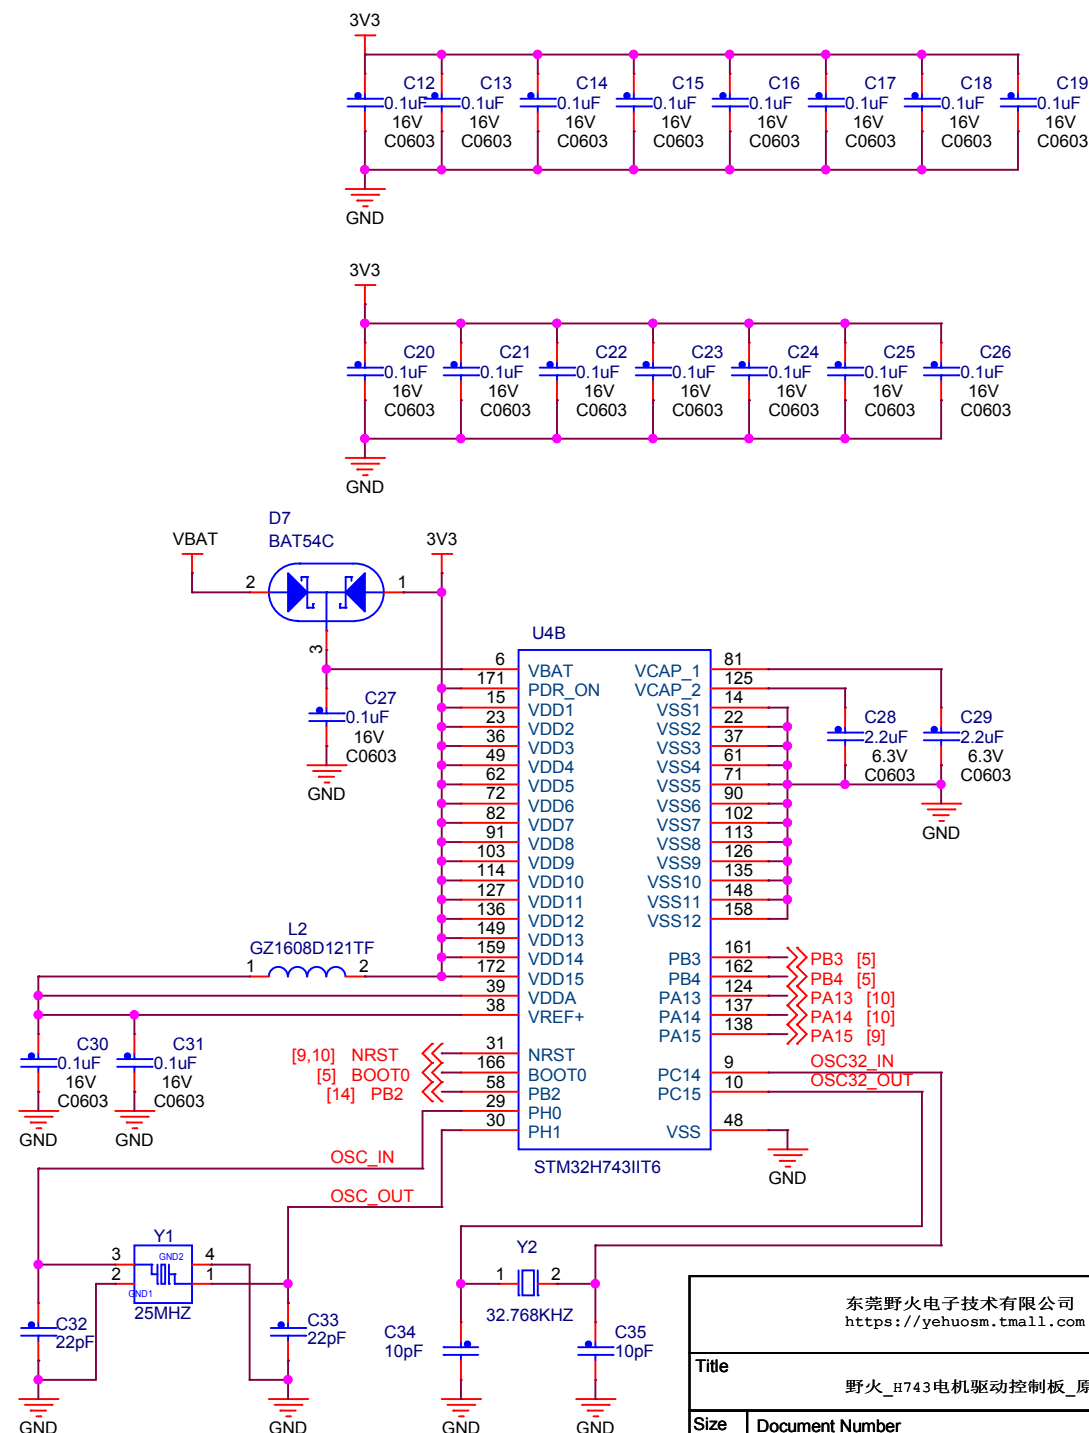 3V3
C12 C13 C14 C15 C16 C17 C18 C19
0.1uF 0.1uF 0.1uF 0.1uF 0.1uF 0.1uF 0.1uF 0.1uF
16V 16V 16V 16V 16V 16V 16V 16V
C0603 C0603 C0603 C0603 C0603 C0603 C0603 C0603
GND
3V3
C20 C21 C22 C23 C24 C25 C26
0.1uF 0.1uF 0.1uF 0.1uF 0.1uF 0.1uF 0.1uF
16V 16V 16V 16V 16V 16V 16V
C0603 C0603 C0603 C0603 C0603 C0603 C0603
GND
D7
BAT54C
VBAT 3V3
2 1
3
C27
0.1uF
16V
C0603
GND
U4B
6 VBAT VCAP_1 81
171 PDR_ON VCAP_2 125
15 VDD1 VSS1 14
23 VDD2 VSS2 22
36 VDD3 VSS3 37
49 VDD4 VSS4 61
62 VDD5 VSS5 71
72 VDD6 VSS6 90
82 VDD7 VSS7 102
91 VDD8 VSS8 113
103 VDD9 VSS9 126
114 VDD10 VSS10 135
127 VDD11 VSS11 148
136 VDD12 VSS12 158
149 VDD13
159 VDD14 PB3 161 PB3 [5]
172 VDD15 PB4 162 PB4 [5]
39 VDDA PA13 124 PA13 [10]
38 VREF+ PA14 137 PA14 [10]
PA15 138 PA15 [9]
[9,10] NRST 31 NRST
[5] BOOT0 166 BOOT0 PC14 9 OSC32_IN
[14] PB2 58 PB2 PC15 10 OSC32_OUT
29 PH0
30 PH1 VSS 48
STM32H743IIT6
GND
C28 C29
2.2uF 2.2uF
6.3V 6.3V
C0603 C0603
GND
L2
GZ1608D121TF
1 2
C30 C31
0.1uF 0.1uF
16V 16V
C0603 C0603
GND GND
OSC_IN
OSC_OUT
Y1
3 GND2 4
2 GND1 1
25MHZ
C32
22pF
C33
22pF
GND GND
Y2
1 2
32.768KHZ
C34
10pF
C35
10pF
GND GND
东莞野火电子技术有限公司
https://yehuosm.tmall.com
Title
野火_H743电机驱动控制板_原
Size Document Number